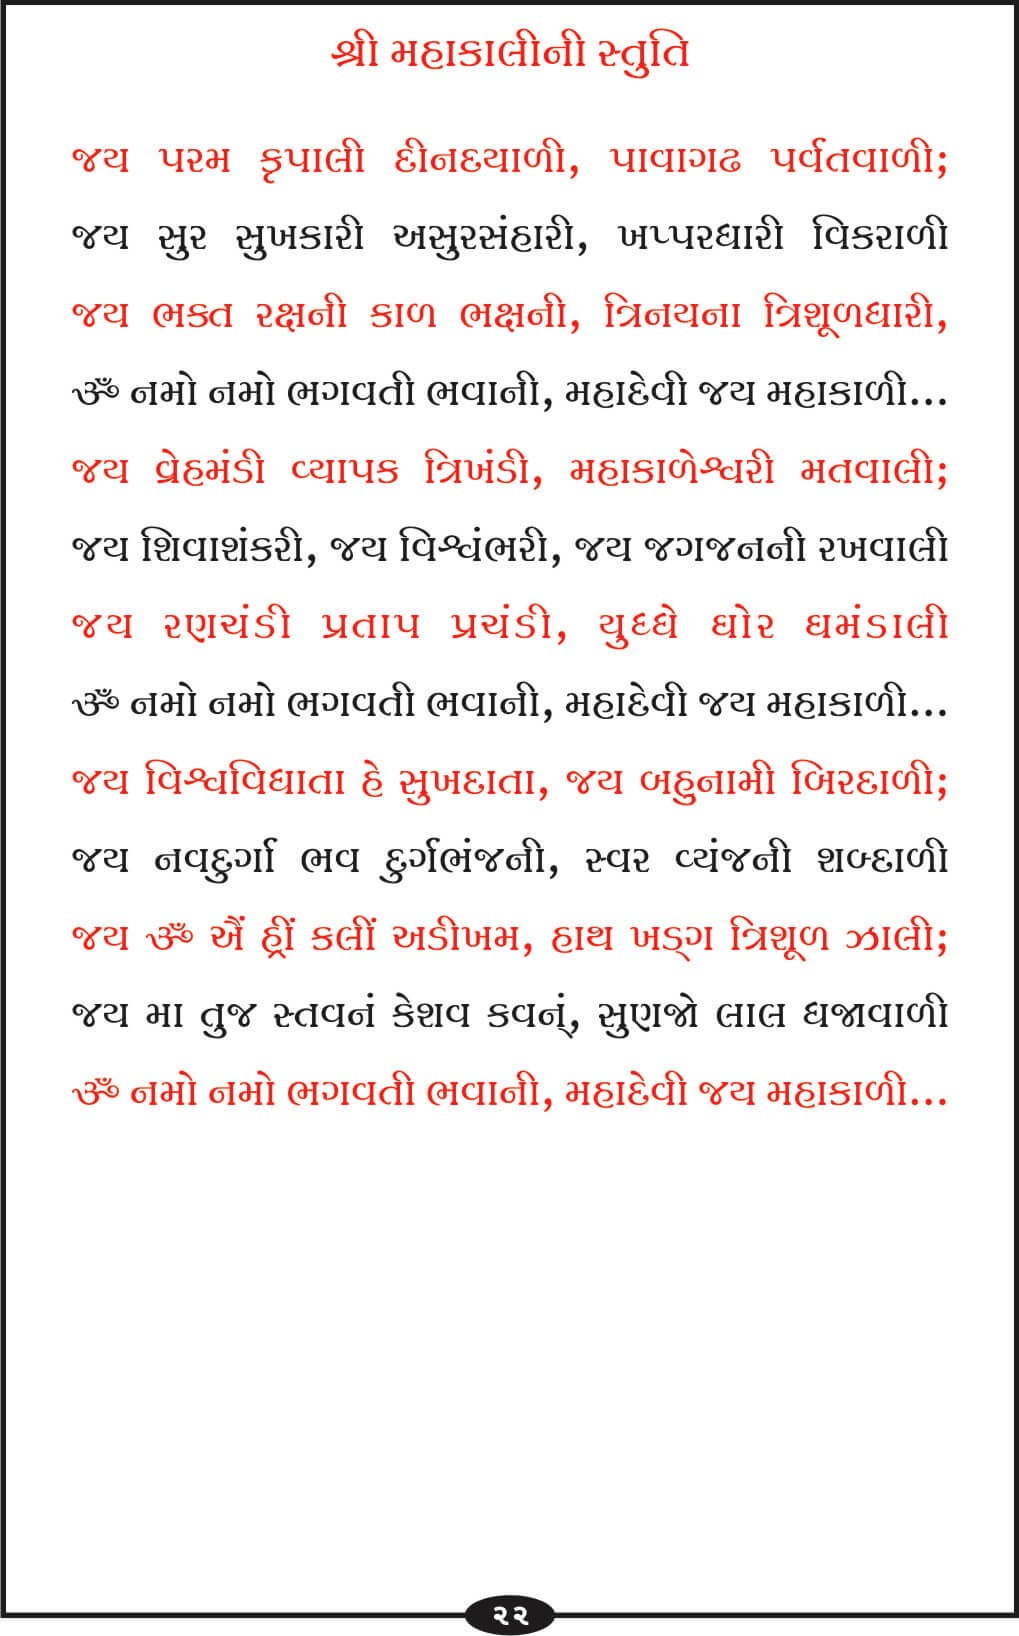 શ્રી મહાકાલીની સ્તુતિ
જય પરમ કૃપાલી દીનદયાળી, પાવાગઢ પર્વતવાળી;
જય સુર સુખકારી અસુરસંહારી, ખપ્પરધારી વિકરાળી
જય ભક્ત રક્ષની કાળ ભક્ષની, ત્રિનયના ત્રિશૂળધારી,
ૐ નમો નમો ભગવતી ભવાની, મહાદેવી જય મહાકાળી...
જય વ્રેહમંડી વ્યાપક ત્રિખંડી, મહાકાળેશ્વરી મતવાલી;
જય શિવાશંકરી, જય વિશ્વંભરી, જય જગજનની રખવાલી
જય રણચંડી પ્રતાપ પ્રચંડી, યુધ્ધે ઘોર ઘમંડાલી
ૐ નમો નમો ભગવતી ભવાની, મહાદેવી જય મહાકાળી...
જય વિશ્વવિધાતા હે સુખદાતા, જય બહુનામી બિરદાળી;
જય નવદુર્ગા ભવ દુર્ગભંજની, સ્વર વ્યંજની શબ્દાળી
જય ૐ ઐં હ્રીં કલીં અડીખમ, હાથ ખડ્ગ ત્રિશૂળ ઝાલી;
જય મા તુજ સ્તવનં કેશવ કવનં્, સુણજો લાલ ધજાવાળી
ૐ નમો નમો ભગવતી ભવાની, મહાદેવી જય મહાકાળી...
૨૨